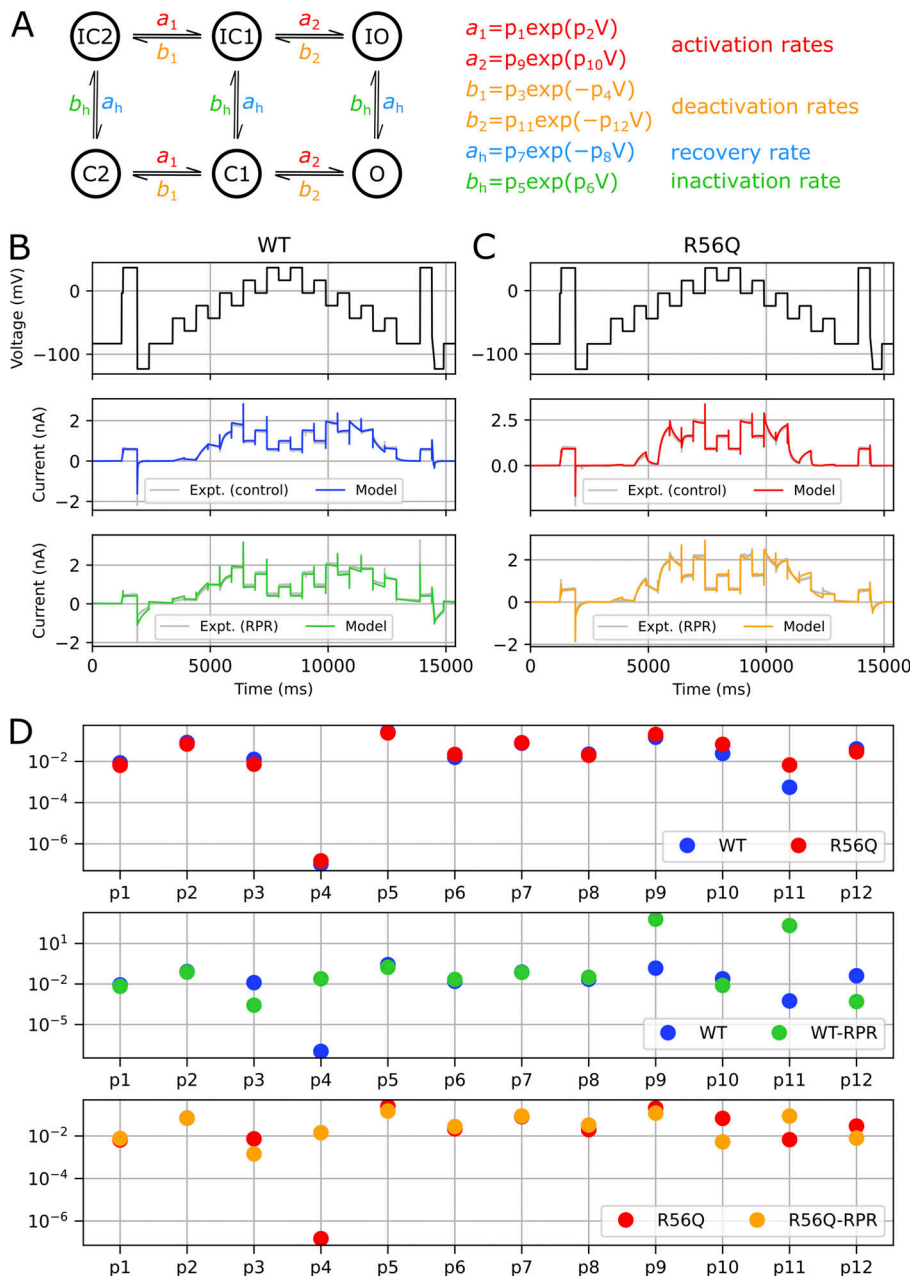 A
IC2 a1 b1 IC1 a2 b2 IO
bh ah bh ah bh ah
C2 a1 b1 C1 a2 b2 O
a1=p1exp(p2V)
a2=p9exp(p10V)
activation rates
b1=p3exp(−p4V)
b2=p11exp(−p12V)
deactivation rates
ah=p7exp(−p8V) recovery rate
bh=p5exp(p6V) inactivation rate
B WT
Voltage (mV)
0
−100
5000 10000 15000
Current (nA)
2
0
−2
Expt. (control) Model
Current (nA)
2
0
−2
Expt. (RPR) Model
0 5000 10000 15000
Time (ms)
C R56Q
0
−100
5000 10000 15000
2.5
0.0
Expt. (control) Model
2
0
−2
Expt. (RPR) Model
0 5000 10000 15000
Time (ms)
D
10−2
10−4
10−6
WT R56Q
p1 p2 p3 p4 p5 p6 p7 p8 p9 p10 p11 p12
101
10−2
10−5
WT WT-RPR
p1 p2 p3 p4 p5 p6 p7 p8 p9 p10 p11 p12
10−2
10−4
10−6
R56Q R56Q-RPR
p1 p2 p3 p4 p5 p6 p7 p8 p9 p10 p11 p12